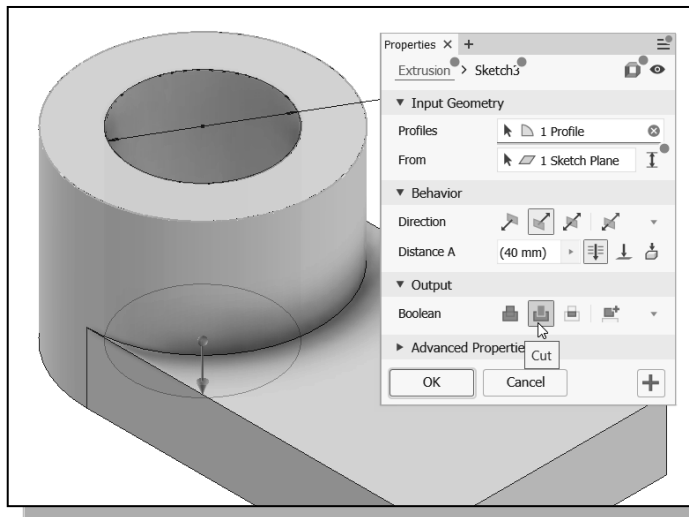 Properties × +
Extrusion > Sketch3
Input Geometry
Profiles 1 Profile
From 1 Sketch Plane
Behavior
Direction
Distance A (40 mm)
Output
Boolean
Advanced Propertie
Cut
OK Cancel